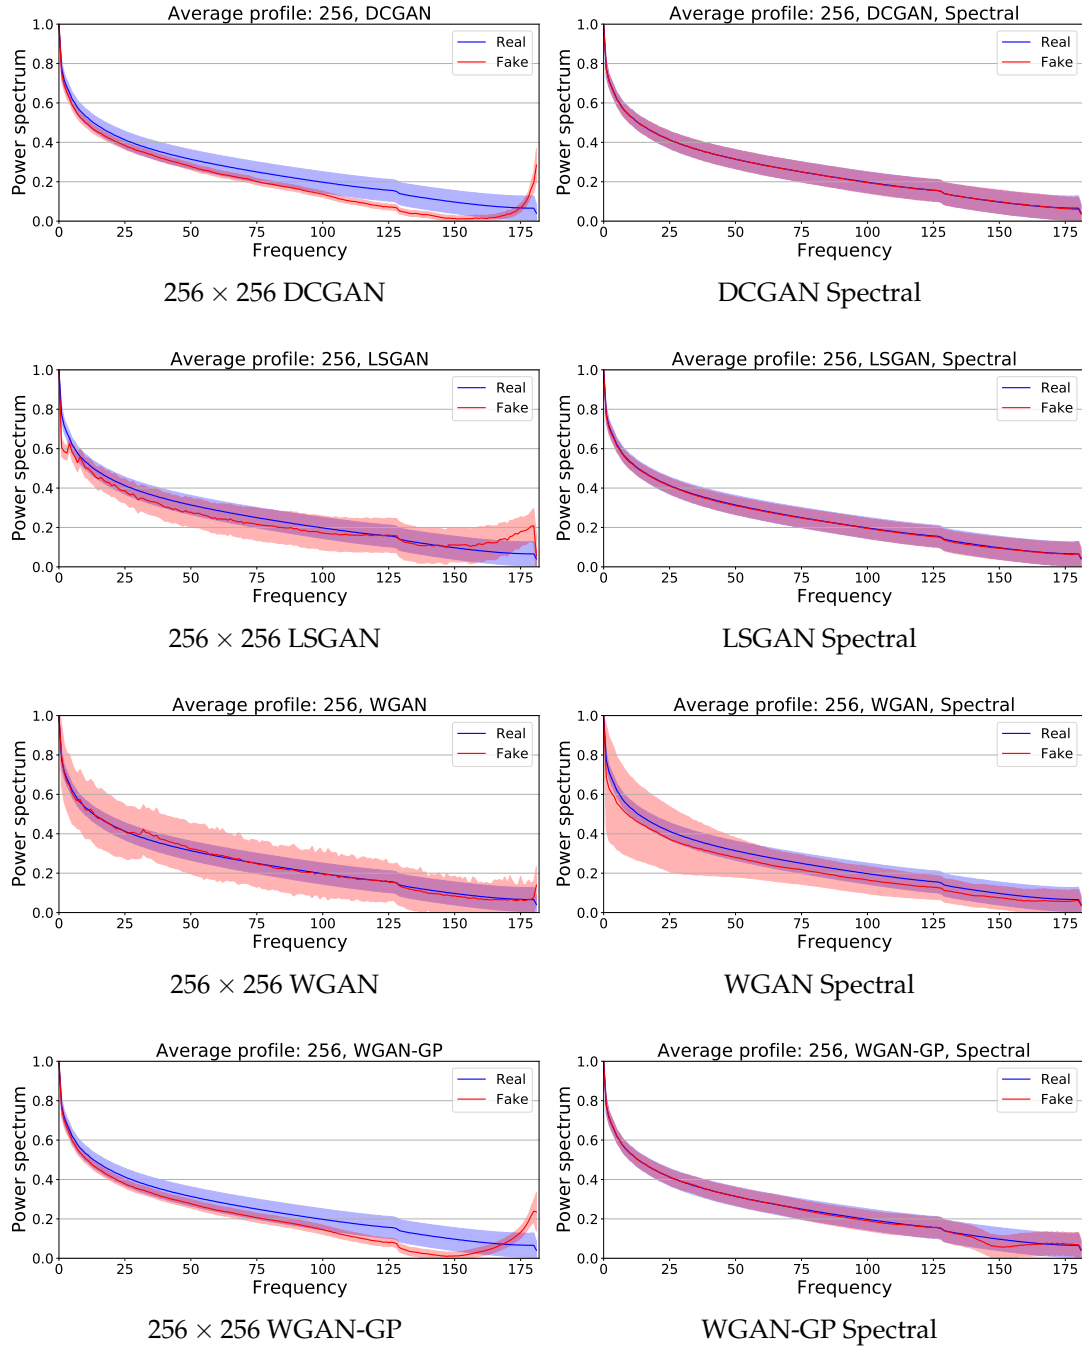 Average profile: 256, DCGAN
Average profile: 256, DCGAN, Spectral
Power spectrum
1.0
0.8
0.6
0.4
0.2
0.0
Real
Fake
0 25 50 75 100 125 150 175
Frequency
Power spectrum
1.0
0.8
0.6
0.4
0.2
0.0
Real
Fake
0 25 50 75 100 125 150 175
Frequency
256 × 256 DCGAN
DCGAN Spectral
Average profile: 256, LSGAN
Average profile: 256, LSGAN, Spectral
Power spectrum
1.0
0.8
0.6
0.4
0.2
0.0
Real
Fake
0 25 50 75 100 125 150 175
Frequency
Power spectrum
1.0
0.8
0.6
0.4
0.2
0.0
Real
Fake
0 25 50 75 100 125 150 175
Frequency
256 × 256 LSGAN
LSGAN Spectral
Average profile: 256, WGAN
Average profile: 256, WGAN, Spectral
Power spectrum
1.0
0.8
0.6
0.4
0.2
0.0
Real
Fake
0 25 50 75 100 125 150 175
Frequency
Power spectrum
1.0
0.8
0.6
0.4
0.2
0.0
Real
Fake
0 25 50 75 100 125 150 175
Frequency
256 × 256 WGAN
WGAN Spectral
Average profile: 256, WGAN-GP
Average profile: 256, WGAN-GP, Spectral
Power spectrum
1.0
0.8
0.6
0.4
0.2
0.0
Real
Fake
0 25 50 75 100 125 150 175
Frequency
Power spectrum
1.0
0.8
0.6
0.4
0.2
0.0
Real
Fake
0 25 50 75 100 125 150 175
Frequency
256 × 256 WGAN-GP
WGAN-GP Spectral